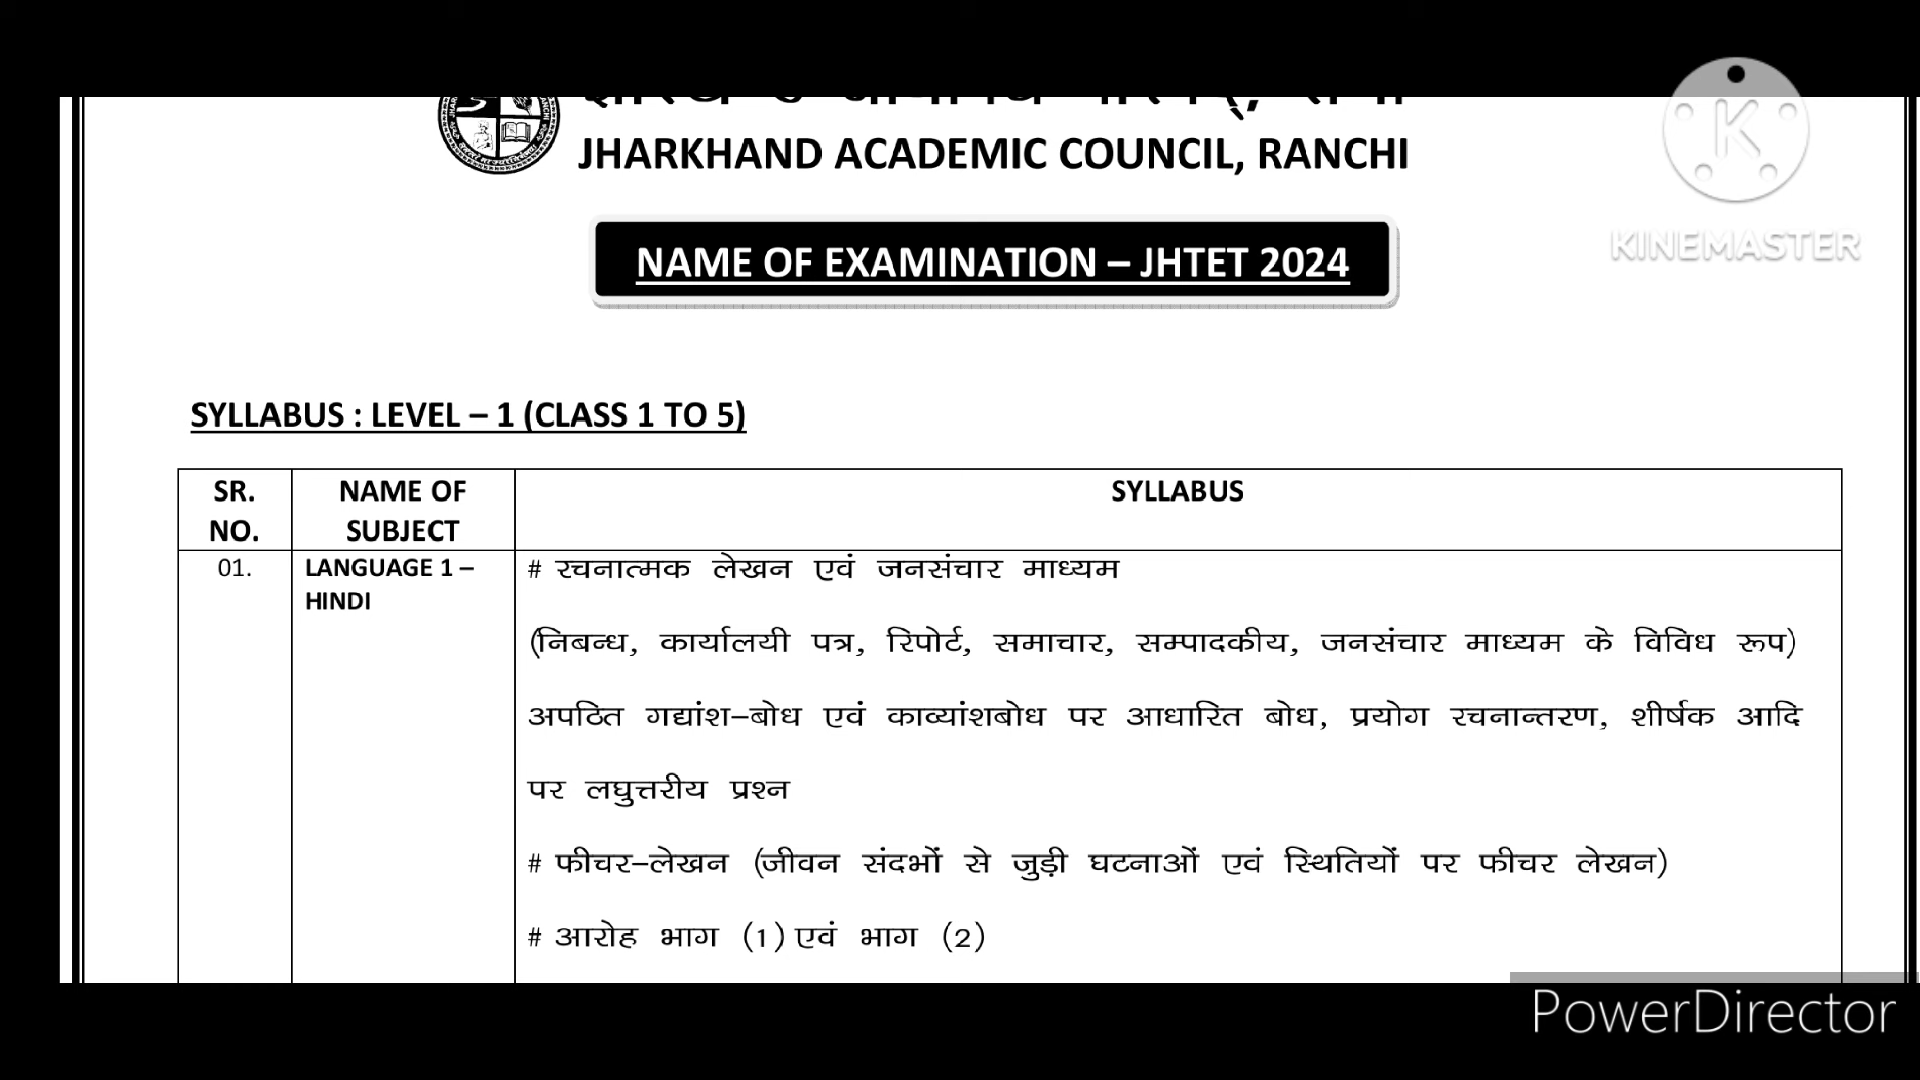 JHARKHAND ACADEMIC COUNCIL, RANCHI
KINEMASTER
NAME OF EXAMINATION – JHTET 2024
SYLLABUS : LEVEL – 1 (CLASS 1 TO 5)
SR. NO.
NAME OF SUBJECT
SYLLABUS
01.
LANGUAGE 1 –
HINDI
# रचनात्मक लेखन एवं जनसंचार माध्यम
(निबन्ध, कार्यालयी पत्र, रिपोर्ट, समाचार, सम्पादकीय, जनसंचार माध्यम के विविध रूप)
अपठित गद्यांश–बोध एवं काव्यांशबोध पर आधारित बोध, प्रयोग रचनान्तरण, शीर्षक आदि
पर लघुत्तरीय प्रश्न
# फीचर–लेखन (जीवन संदर्भों से जुड़ी घटनाओं एवं स्थितियों पर फीचर लेखन)
# आरोह भाग (1) एवं भाग (2)
PowerDirector